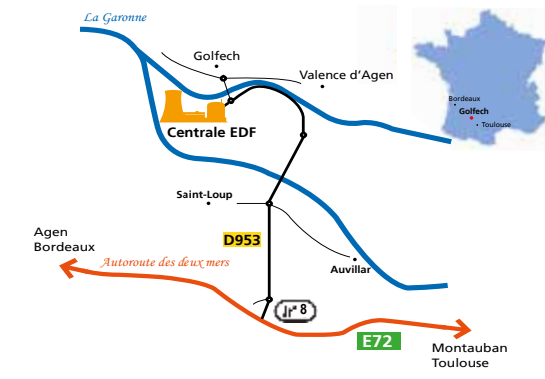 La Garonne
Golfech
Valence d'Agen
Bordeaux
Golfech
Toulouse
Centrale EDF
Saint-Loup
D953
Agen
Bordeaux
Autoroute des deux mers
Auvillar
8
E72
Montauban
Toulouse